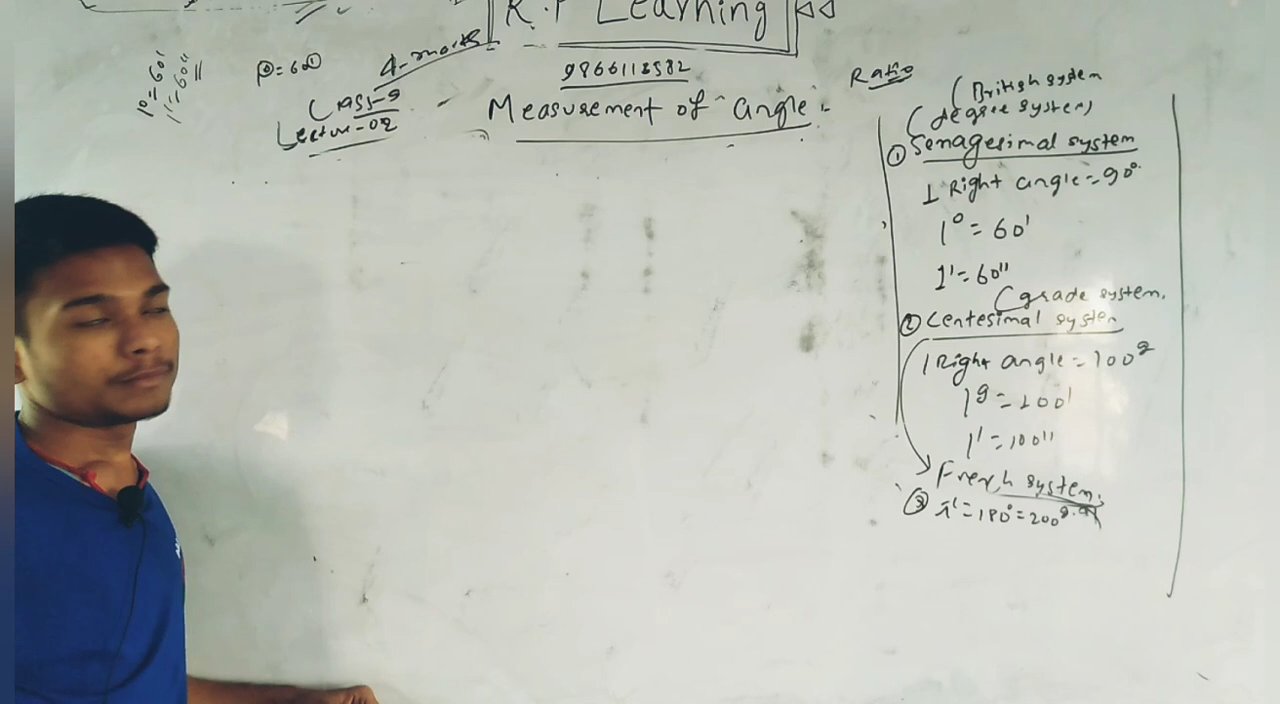 R.P Learning
9866118582
Measurement of angle
4-marks
Class-9
Lecture-02
1°=60'
1'=60"
Ratio
(British system
(degree system)
① Senagesimal system
1 Right angle=90°
1°=60'
1'=60"
(grade system.
② Centesimal system
1 Right angle=100g
1g=100'
1'=100"
French system.
③ π=180°=200g